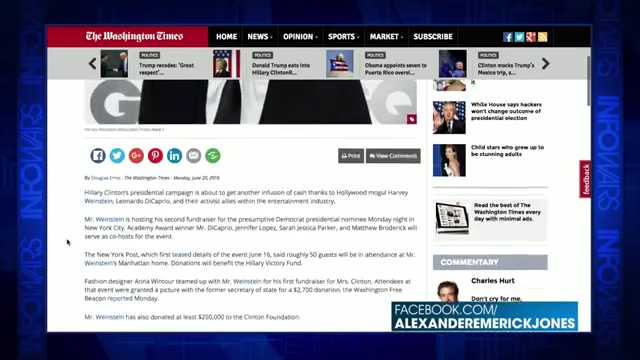 The Washington Times
HOME NEWS OPINION SPORTS MARKET SUBSCRIBE
POLITICS
Trump recedes: 'Great respect'...
POLITICS
Donald Trump eats into Hillary ClintonR...
Obama appoints seven to Puerto Rico overs...
POLITICS
Clinton mocks Trump's Mexico trip, s...
GQ
Harvey Weinstein (Associated Press) more >
Print
View Comments
By Douglas Ernst - The Washington Times - Monday, June 20, 2016
Hillary Clinton's presidential campaign is about to get another infusion of cash thanks to Hollywood mogul Harvey
Weinstein, Leonardo DiCaprio, and their activist allies within the entertainment industry.
Mr. Weinstein is hosting his second fundraiser for the presumptive Democrat presidential nominee Monday night in
New York City. Academy Award winner Mr. DiCaprio, Jennifer Lopez, Sarah Jessica Parker, and Matthew Broderick will
serve as co-hosts for the event.
The New York Post, which first teased details of the event June 16, said roughly 50 guests will be in attendance at Mr.
Weinstein's Manhattan home. Donations will benefit the Hillary Victory Fund.
Fashion designer Anna Wintour teamed up with Mr. Weinstein for his first fundraiser for Mrs. Clinton. Attendees at
that event were granted a picture with the former secretary of state for a $2,700 donation, the Washington Free
Beacon reported Monday.
Mr. Weinstein has also donated at least $250,000 to the Clinton Foundation.
White House says hackers
won't change outcome of
presidential election
Child stars who grew up to
be stunning adults
Read the best of The
Washington Times every
day with minimal ads.
COMMENTARY
Charles Hurt
Don't cry for me,
feedback
INFOWARS
INFOWARS
FACEBOOK.COM/
ALEXANDEREMERICKJONES